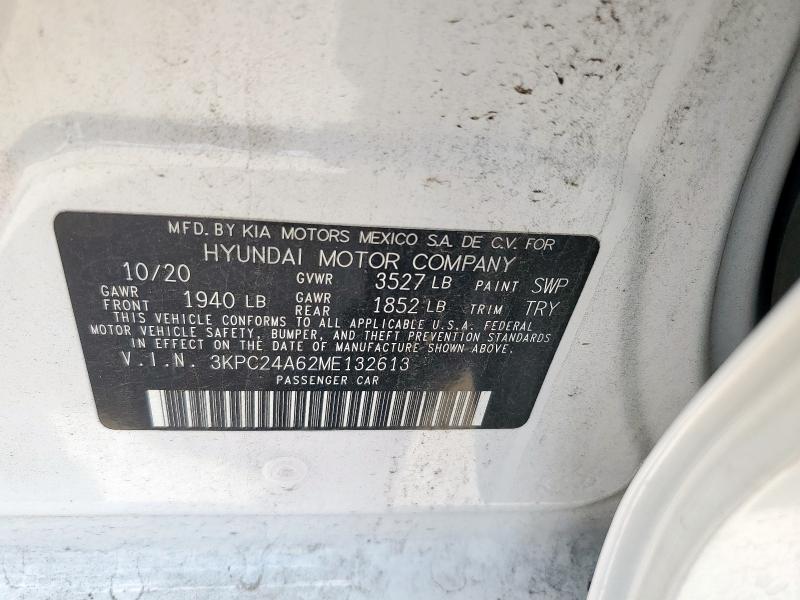 MFD. BY KIA MOTORS MEXICO S.A. DE C.V. FOR
HYUNDAI MOTOR COMPANY
10/20 GVWR 3527 LB PAINT SWP
GAWR FRONT 1940 LB GAWR REAR 1852 LB TRIM TRY
THIS VEHICLE CONFORMS TO ALL APPLICABLE U.S.A. FEDERAL
MOTOR VEHICLE SAFETY, BUMPER, AND THEFT PREVENTION STANDARDS
IN EFFECT ON THE DATE OF MANUFACTURE SHOWN ABOVE.
V.I.N. 3KPC24A62ME132613
PASSENGER CAR